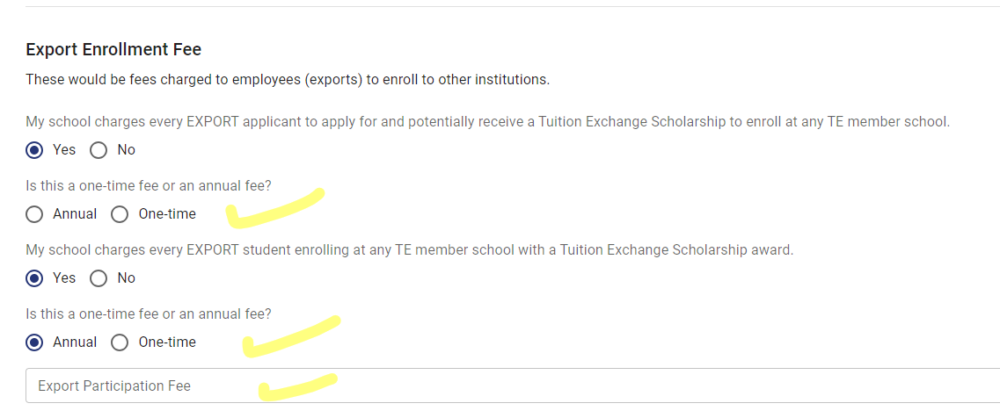 Export Enrollment Fee
These would be fees charged to employees (exports) to enroll to other institutions.
My school charges every EXPORT applicant to apply for and potentially receive a Tuition Exchange Scholarship to enroll at any TE member school.
Yes No
Is this a one-time fee or an annual fee?
Annual One-time
My school charges every EXPORT student enrolling at any TE member school with a Tuition Exchange Scholarship award.
Yes No
Is this a one-time fee or an annual fee?
Annual One-time
Export Participation Fee